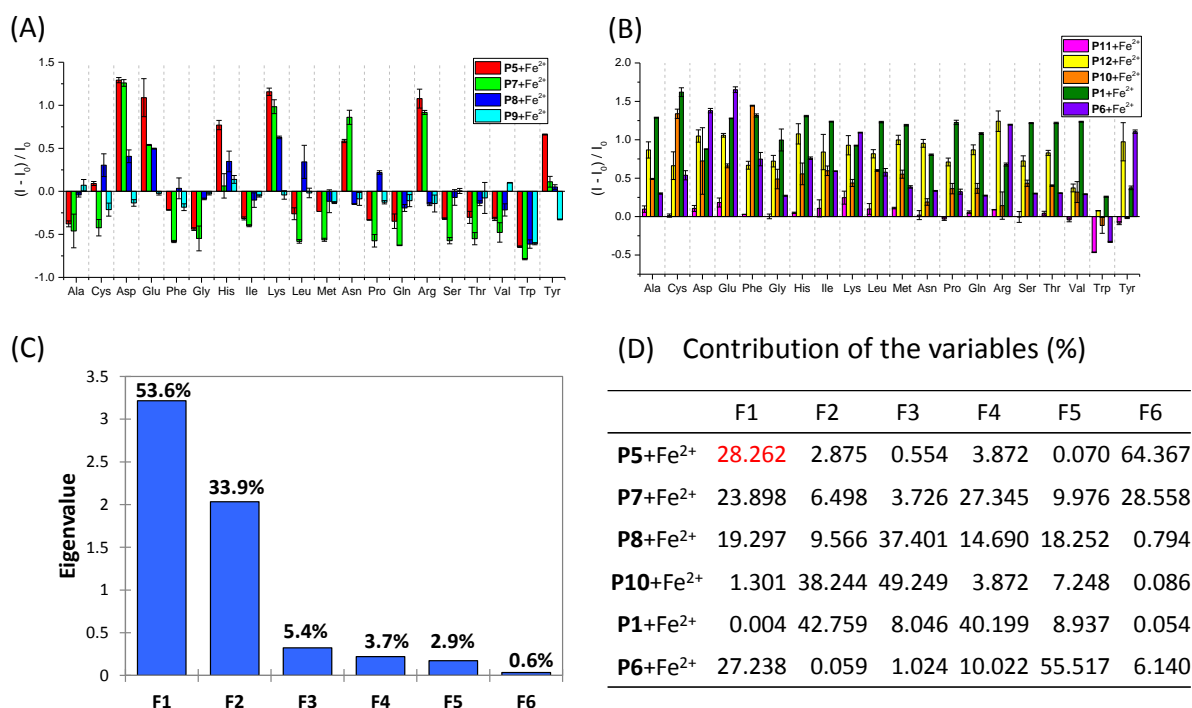 (A)
P5+Fe²⁺
P7+Fe²⁺
P8+Fe²⁺
P9+Fe²⁺
1.5
1.0
0.5
0.0
-0.5
-1.0
(I - I₀) / I₀
Ala Cys Asp Glu Phe Gly His Ile Lys Leu Met Asn Pro Gln Arg Ser Thr Val Trp Tyr
(B)
P11+Fe²⁺
P12+Fe²⁺
P10+Fe²⁺
P1+Fe²⁺
P6+Fe²⁺
2.0
1.5
1.0
0.5
0.0
-0.5
(I - I₀) / I₀
Ala Cys Asp Glu Phe Gly His Ile Lys Leu Met Asn Pro Gln Arg Ser Thr Val Trp Tyr
(C)
3.5
3
2.5
2
1.5
1
0.5
0
Eigenvalue
53.6%
33.9%
5.4%
3.7%
2.9%
0.6%
F1 F2 F3 F4 F5 F6
(D) Contribution of the variables (%)
F1 F2 F3 F4 F5 F6
P5+Fe²⁺ 28.262 2.875 0.554 3.872 0.070 64.367
P7+Fe²⁺ 23.898 6.498 3.726 27.345 9.976 28.558
P8+Fe²⁺ 19.297 9.566 37.401 14.690 18.252 0.794
P10+Fe²⁺ 1.301 38.244 49.249 3.872 7.248 0.086
P1+Fe²⁺ 0.004 42.759 8.046 40.199 8.937 0.054
P6+Fe²⁺ 27.238 0.059 1.024 10.022 55.517 6.140